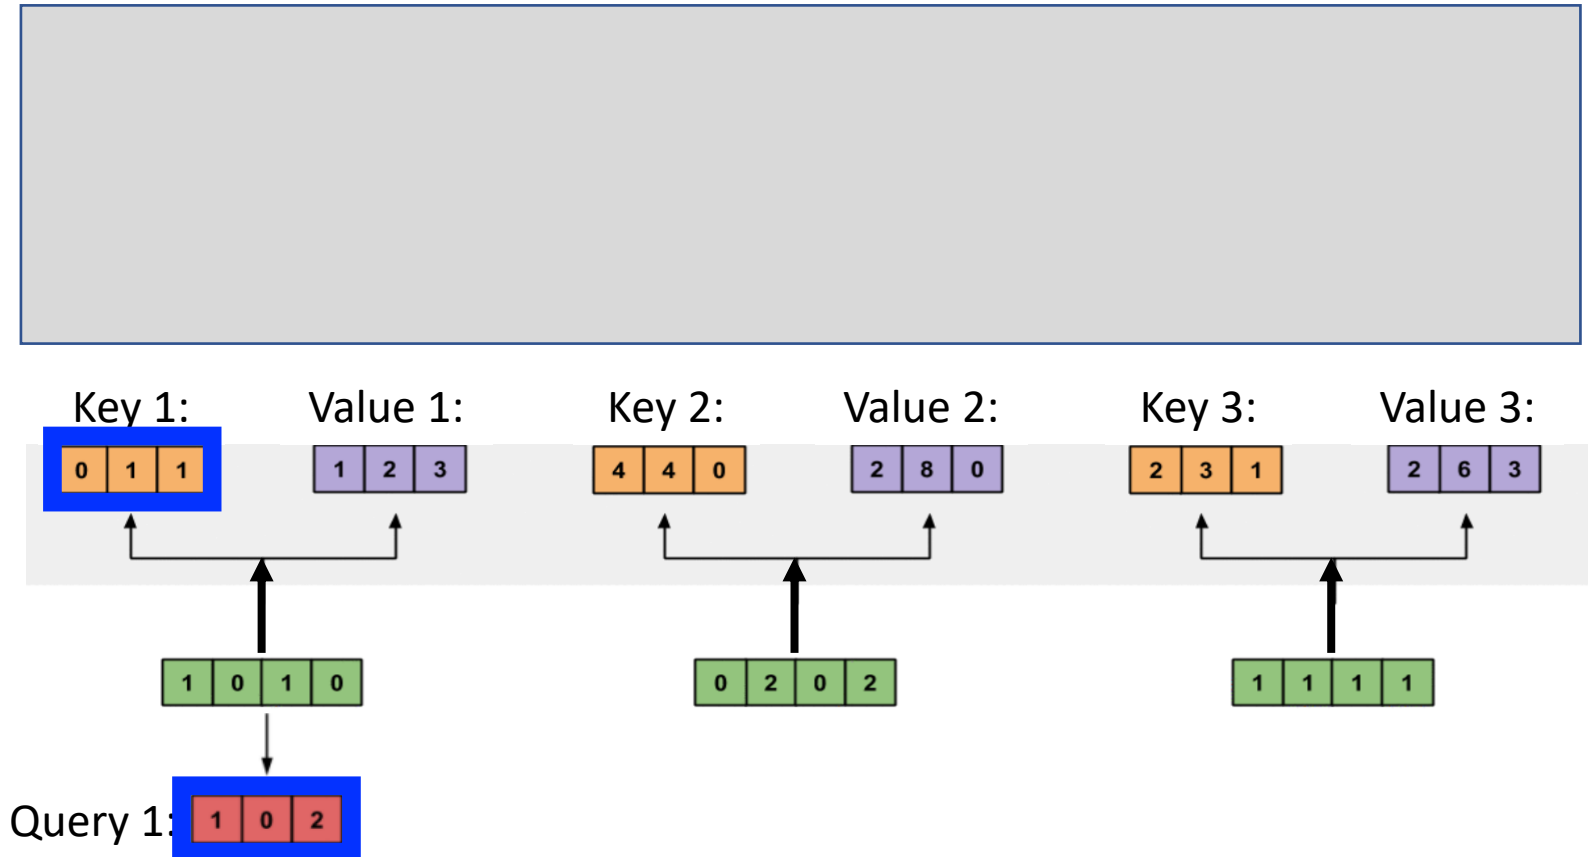 Key 1: Value 1: Key 2: Value 2: Key 3: Value 3:
0 1 1 1 2 3 4 4 0 2 8 0 2 3 1 2 6 3
1 0 1 0 0 2 0 2 1 1 1 1
Query 1: 1 0 2